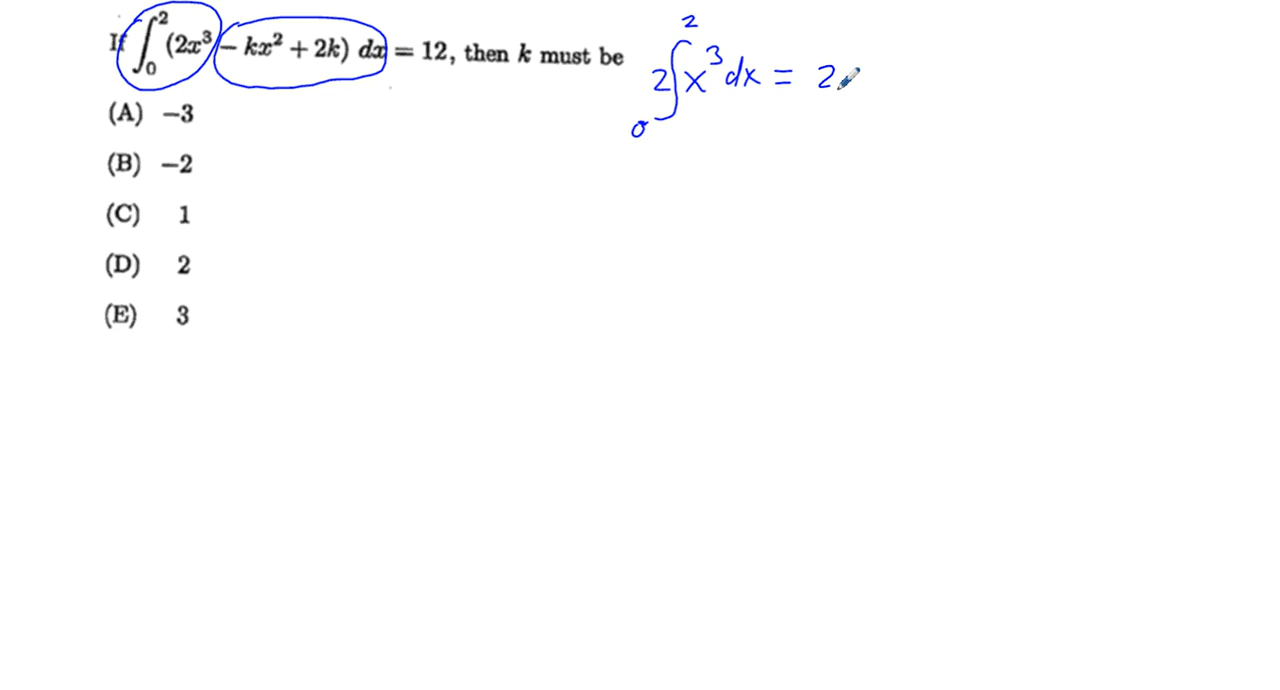 If ∫₀² (2x³ − kx² + 2k) dx = 12, then k must be
2∫₀² x³ dx = 2
(A) −3
(B) −2
(C) 1
(D) 2
(E) 3